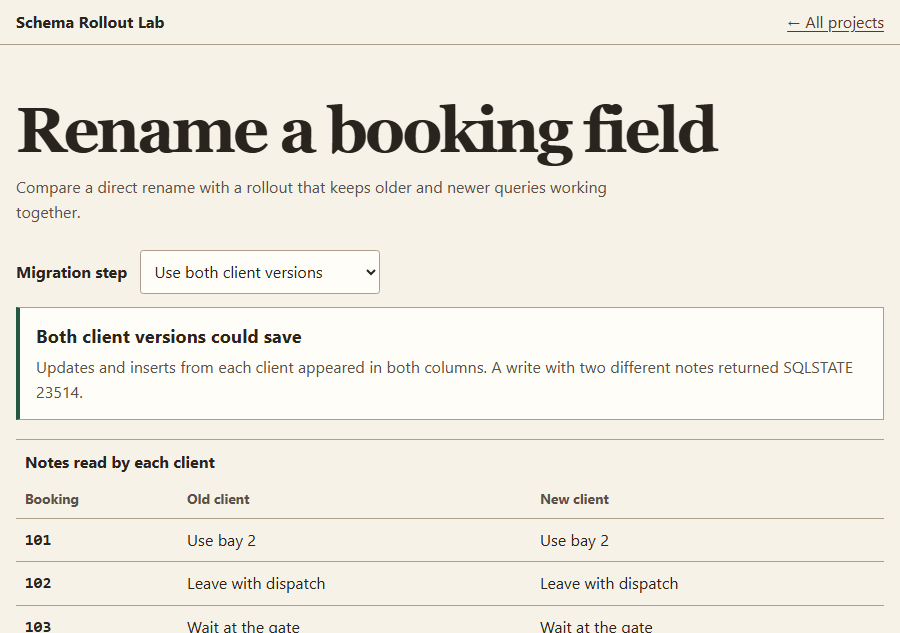 Schema Rollout Lab
← All projects
Rename a booking field
Compare a direct rename with a rollout that keeps older and newer queries working
together.
Migration step
Use both client versions
Both client versions could save
Updates and inserts from each client appeared in both columns. A write with two different notes returned SQLSTATE
23514.
Notes read by each client
Booking Old client New client
101 Use bay 2 Use bay 2
102 Leave with dispatch Leave with dispatch
103 Wait at the gate Wait at the gate